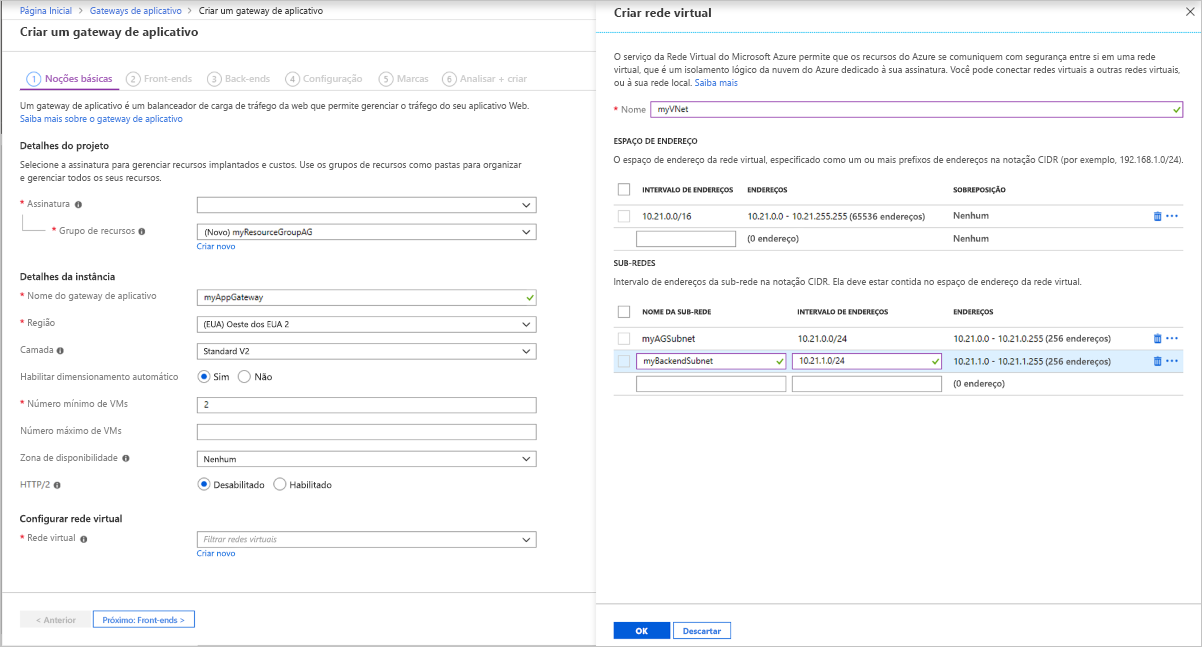 Página Inicial > Gateways de aplicativo > Criar um gateway de aplicativo
Criar um gateway de aplicativo
1 Noções básicas 2 Front-ends 3 Back-ends 4 Configuração 5 Marcas 6 Analisar + criar
Um gateway de aplicativo é um balanceador de carga de tráfego da web que permite gerenciar o tráfego do seu aplicativo Web.
Saiba mais sobre o gateway de aplicativo
Detalhes do projeto
Selecione a assinatura para gerenciar recursos implantados e custos. Use os grupos de recursos como pastas para organizar
e gerenciar todos os seus recursos.
* Assinatura
* Grupo de recursos (Novo) myResourceGroupAG
Criar novo
Detalhes da instância
* Nome do gateway de aplicativo myAppGateway
* Região (EUA) Oeste dos EUA 2
Camada Standard V2
Habilitar dimensionamento automático Sim Não
* Número mínimo de VMs 2
Número máximo de VMs
Zona de disponibilidade Nenhum
HTTP/2 Desabilitado Habilitado
Configurar rede virtual
* Rede virtual Filtrar redes virtuais
Criar novo
< Anterior Próximo: Front-ends >
Criar rede virtual
O serviço da Rede Virtual do Microsoft Azure permite que os recursos do Azure se comuniquem com segurança entre si em uma rede
virtual, que é um isolamento lógico da nuvem do Azure dedicado à sua assinatura. Você pode conectar redes virtuais a outras redes virtuais,
ou à sua rede local. Saiba mais
* Nome myVNet
ESPAÇO DE ENDEREÇO
O espaço de endereço da rede virtual, especificado como um ou mais prefixos de endereços na notação CIDR (por exemplo, 192.168.1.0/24).
INTERVALO DE ENDEREÇOS ENDEREÇOS SOBREPOSIÇÃO
10.21.0.0/16 10.21.0.0 - 10.21.255.255 (65536 endereços) Nenhum
(0 endereço) Nenhum
SUB-REDES
Intervalo de endereços da sub-rede na notação CIDR. Ela deve estar contida no espaço de endereço da rede virtual.
NOME DA SUB-REDE INTERVALO DE ENDEREÇOS ENDEREÇOS
myAGSubnet 10.21.0.0/24 10.21.0.0 - 10.21.0.255 (256 endereços)
myBackendSubnet 10.21.1.0/24 10.21.1.0 - 10.21.1.255 (256 endereços)
(0 endereço)
OK Descartar